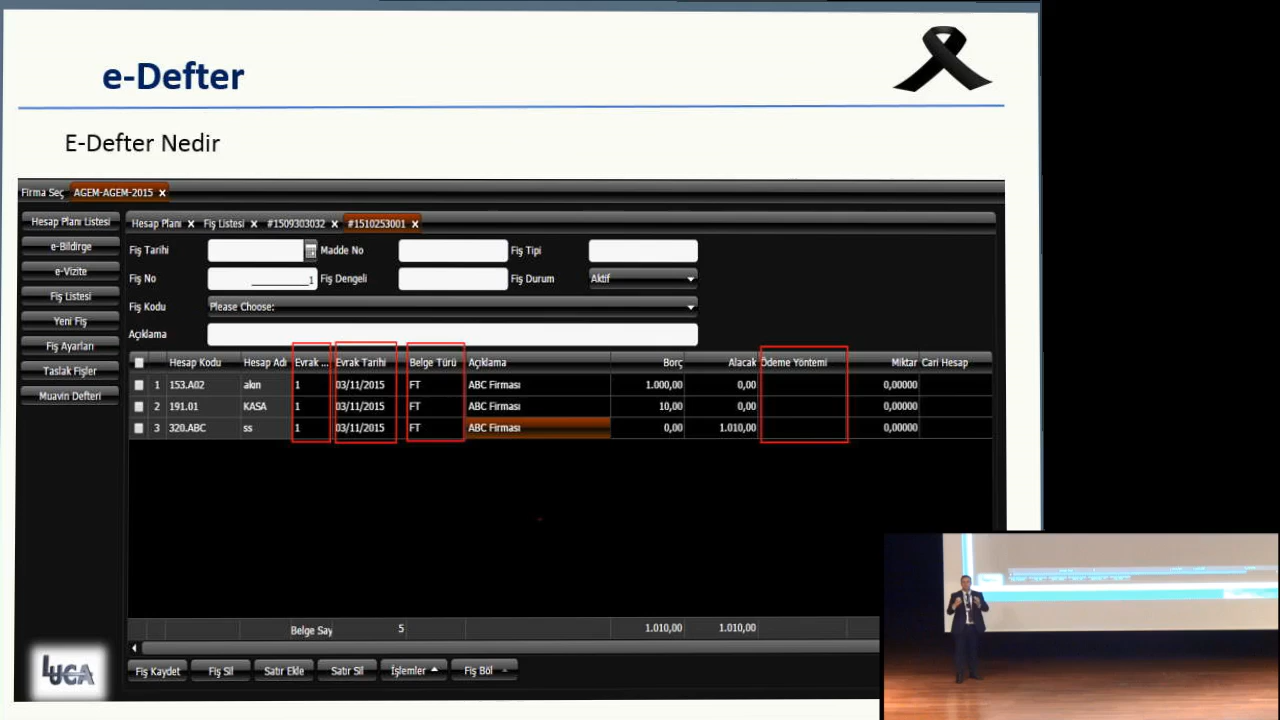 e-Defter
E-Defter Nedir
Firma Seç AGEM-AGEM-2015 x
Hesap Planı Listesi
e-Bildirge
e-Vizite
Fiş Listesi
Yeni Fiş
Fiş Ayarları
Taslak Fişler
Muavin Defteri
Hesap Planı x Fiş Listesi x #1509303032 x #1510253001 x
Fiş Tarihi Madde No Fiş Tipi
Fiş No 1 Fiş Dengeli Fiş Durum Aktif
Fiş Kodu Please Choose:
Açıklama
Hesap Kodu Hesap Adı Evrak ... Evrak Tarihi Belge Türü Açıklama Borç Alacak Ödeme Yöntemi Miktar Cari Hesap
1 153.A02 akın 1 03/11/2015 FT ABC Firması 1.000,00 0,00 0,00000
2 191.01 KASA 1 03/11/2015 FT ABC Firması 10,00 0,00 0,00000
3 320.ABC ss 1 03/11/2015 FT ABC Firması 0,00 1.010,00 0,00000
Belge Say 5 1.010,00 1.010,00
Fiş Kaydet Fiş Sil Satır Ekle Satır Sil İşlemler Fiş Böl
LUCA